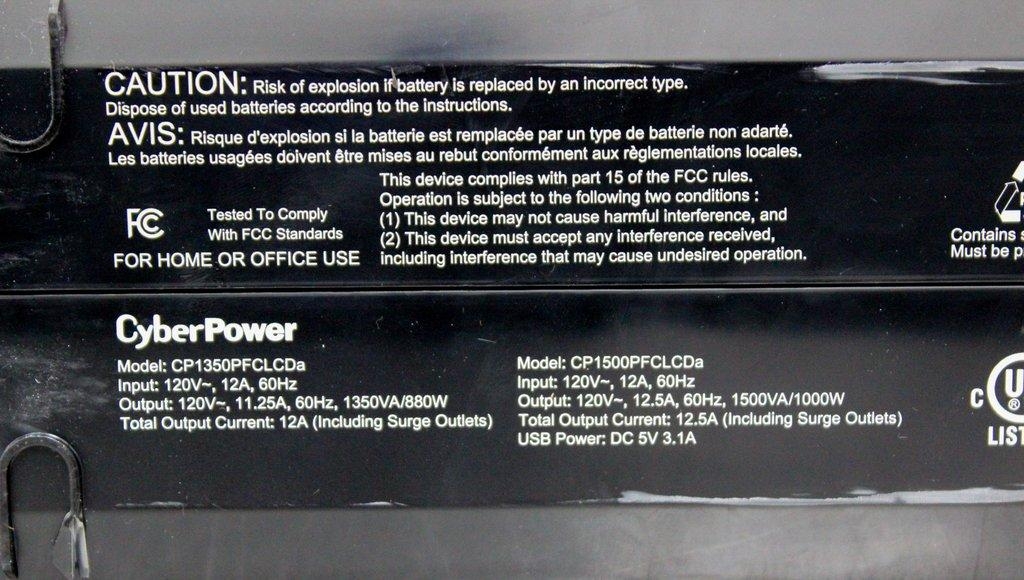 CAUTION: Risk of explosion if battery is replaced by an incorrect type.
Dispose of used batteries according to the instructions.
AVIS: Risque d'explosion si la batterie est remplacée par un type de batterie non adarté.
Les batteries usagées doivent être mises au rebut conformément aux règlementations locales.
FC
Tested To Comply
With FCC Standards
FOR HOME OR OFFICE USE
This device complies with part 15 of the FCC rules.
Operation is subject to the following two conditions :
(1) This device may not cause harmful interference, and
(2) This device must accept any interference received,
including interference that may cause undesired operation.
Contains
Must be
CyberPower
Model: CP1350PFCLCDa
Input: 120V~, 12A, 60Hz
Output: 120V~, 11.25A, 60Hz, 1350VA/880W
Total Output Current: 12A (Including Surge Outlets)
Model: CP1500PFCLCDa
Input: 120V~, 12A, 60Hz
Output: 120V~, 12.5A, 60Hz, 1500VA/1000W
Total Output Current: 12.5A (Including Surge Outlets)
USB Power: DC 5V 3.1A
C U ®
LIST